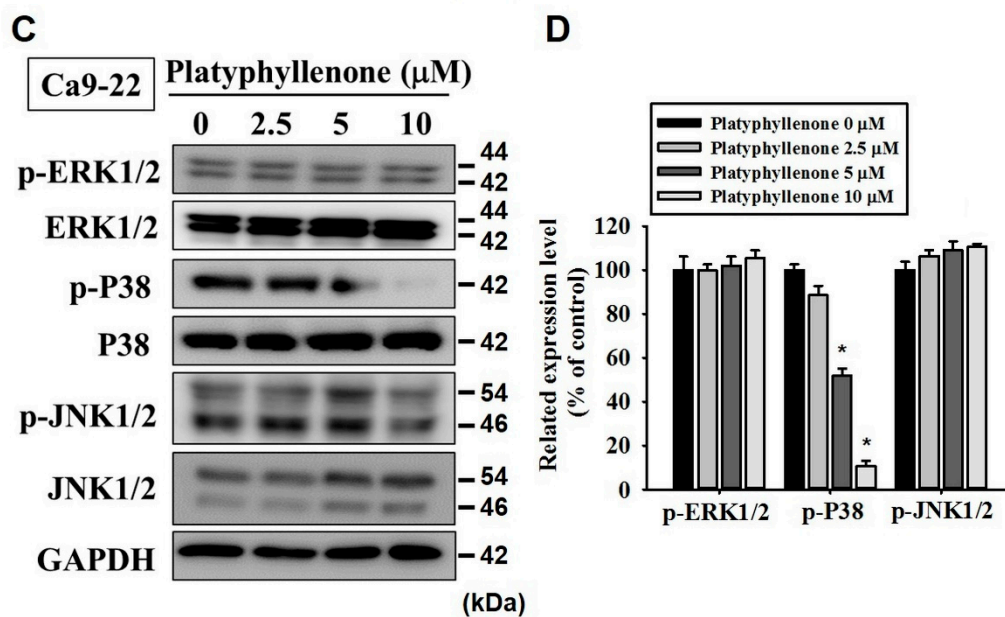 C
Ca9-22
Platyphyllenone (μM)
0 2.5 5 10
p-ERK1/2
44
42
ERK1/2
44
42
p-P38
42
P38
42
p-JNK1/2
54
46
JNK1/2
54
46
GAPDH
42
(kDa)
D
Platyphyllenone 0 μM
Platyphyllenone 2.5 μM
Platyphyllenone 5 μM
Platyphyllenone 10 μM
Related expression level
(% of control)
120
100
80
60
40
20
0
*
*
p-ERK1/2 p-P38 p-JNK1/2